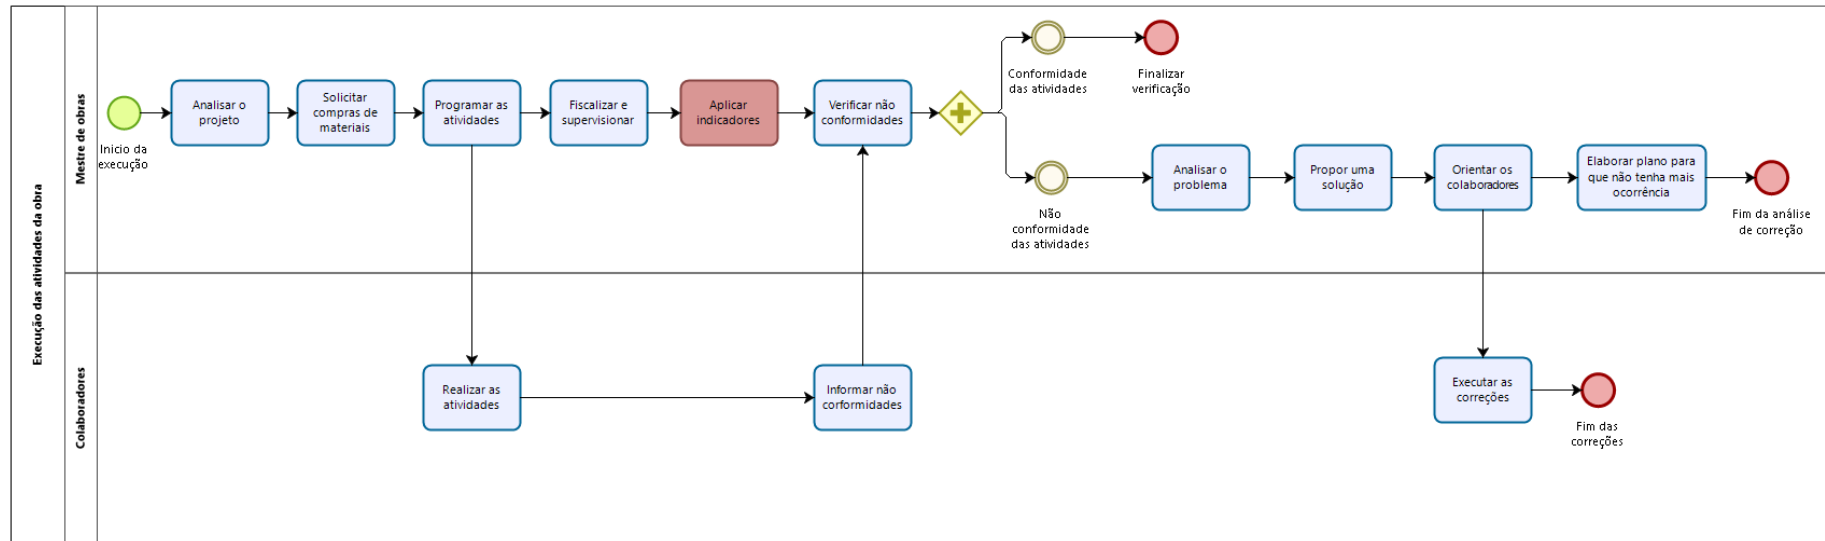 Execução das atividades da obra
Mestre de obras
Inicio da
execução
Analisar o
projeto
Solicitar
compras de
materiais
Programar as
atividades
Fiscalizar e
supervisionar
Aplicar
indicadores
Verificar não
conformidades
Conformidade
das atividades
Finalizar
verificação
Não
conformidade
das atividades
Analisar o
problema
Propor uma
solução
Orientar os
colaboradores
Elaborar plano para
que não tenha mais
ocorrência
Fim da análise
de correção
Colaboradores
Realizar as
atividades
Informar não
corformidades
Executar as
correções
Fim das
correções